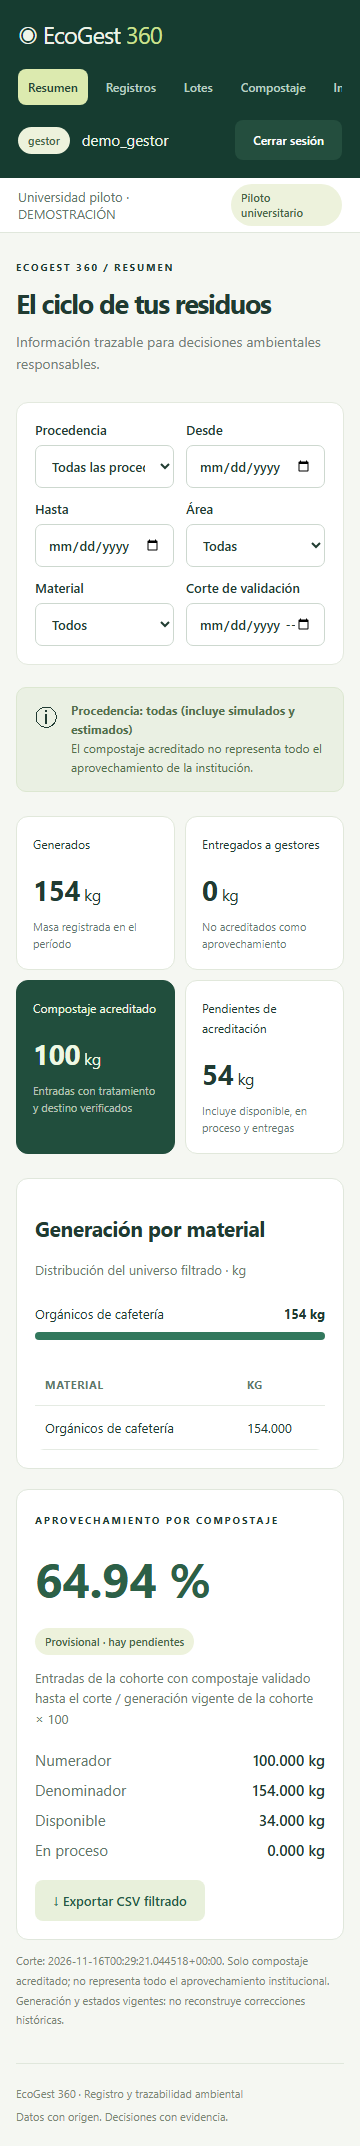 EcoGest 360
Resumen Registros Lotes Compostaje
gestor demo_gestor Cerrar sesión
Universidad piloto ·
DEMOSTRACIÓN
Piloto
universitario
ECOGEST 360 / RESUMEN
El ciclo de tus residuos
Información trazable para decisiones ambientales
responsables.
Procedencia Desde
Todas las proce mm/dd/yyyy
Hasta Área
mm/dd/yyyy Todas
Material Corte de validación
Todos mm/dd/yyyy --
Procedencia: todas (incluye simulados y
estimados)
El compostaje acreditado no representa todo el
aprovechamiento de la institución.
Generados
154 kg
Masa registrada en el
período
Entregados a gestores
0 kg
No acreditados como
aprovechamiento
Compostaje acreditado
100 kg
Entradas con tratamiento
y destino verificados
Pendientes de
acreditación
54 kg
Incluye disponible, en
proceso y entregas
Generación por material
Distribución del universo filtrado · kg
Orgánicos de cafetería 154 kg
MATERIAL KG
Orgánicos de cafetería 154.000
APROVECHAMIENTO POR COMPOSTAJE
64.94 %
Provisional · hay pendientes
Entradas de la cohorte con compostaje validado
hasta el corte / generación vigente de la cohorte
× 100
Numerador 100.000 kg
Denominador 154.000 kg
Disponible 34.000 kg
En proceso 0.000 kg
↓ Exportar CSV filtrado
Corte: 2026-11-16T00:29:21.044518+00:00. Solo compostaje
acreditado; no representa todo el aprovechamiento institucional.
Generación y estados vigentes: no reconstruye correcciones
históricas.
EcoGest 360 · Registro y trazabilidad ambiental
Datos con origen. Decisiones con evidencia.